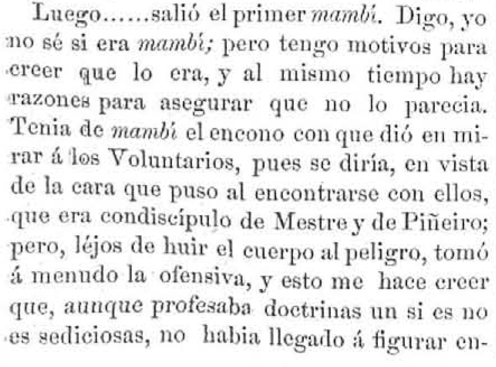 Luego......salió el primer mambí. Digo, yo
no sé si era mambí; pero tengo motivos para
creer que lo era, y al mismo tiempo hay
razones para asegurar que no lo parecia.
Tenia de mambí el encono con que dió en mi-
rar á los Voluntarios, pues se diría, en vista
de la cara que puso al encontrarse con ellos,
que era condiscípulo de Mestre y de Piñeiro;
pero, léjos de huir el cuerpo al peligro, tomó
á menudo la ofensiva, y esto me hace creer
que, aunque profesaba doctrinas un si es no
es sediciosas, no habia llegado á figurar en-